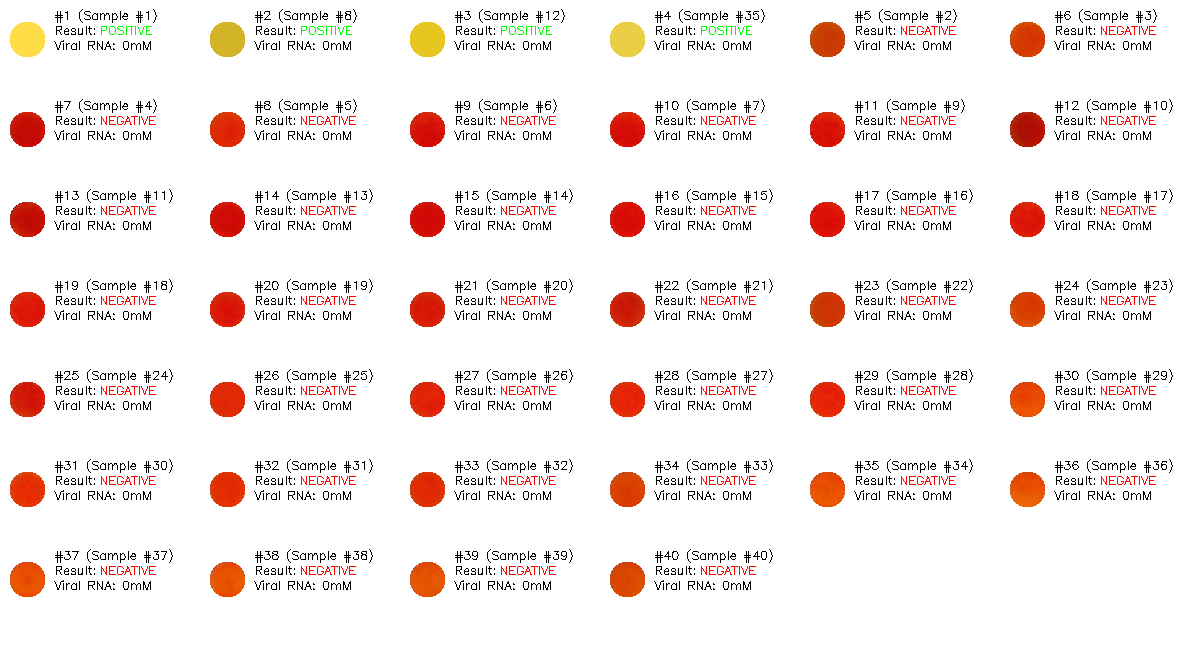 #1 (Sample #1)
Result: POSITIVE
Viral RNA: 0mM
#2 (Sample #8)
Result: POSITIVE
Viral RNA: 0mM
#3 (Sample #12)
Result: POSITIVE
Viral RNA: 0mM
#4 (Sample #35)
Result: POSITIVE
Viral RNA: 0mM
#5 (Sample #2)
Result: NEGATIVE
Viral RNA: 0mM
#6 (Sample #3)
Result: NEGATIVE
Viral RNA: 0mM
#7 (Sample #4)
Result: NEGATIVE
Viral RNA: 0mM
#8 (Sample #5)
Result: NEGATIVE
Viral RNA: 0mM
#9 (Sample #6)
Result: NEGATIVE
Viral RNA: 0mM
#10 (Sample #7)
Result: NEGATIVE
Viral RNA: 0mM
#11 (Sample #9)
Result: NEGATIVE
Viral RNA: 0mM
#12 (Sample #10)
Result: NEGATIVE
Viral RNA: 0mM
#13 (Sample #11)
Result: NEGATIVE
Viral RNA: 0mM
#14 (Sample #13)
Result: NEGATIVE
Viral RNA: 0mM
#15 (Sample #14)
Result: NEGATIVE
Viral RNA: 0mM
#16 (Sample #15)
Result: NEGATIVE
Viral RNA: 0mM
#17 (Sample #16)
Result: NEGATIVE
Viral RNA: 0mM
#18 (Sample #17)
Result: NEGATIVE
Viral RNA: 0mM
#19 (Sample #18)
Result: NEGATIVE
Viral RNA: 0mM
#20 (Sample #19)
Result: NEGATIVE
Viral RNA: 0mM
#21 (Sample #20)
Result: NEGATIVE
Viral RNA: 0mM
#22 (Sample #21)
Result: NEGATIVE
Viral RNA: 0mM
#23 (Sample #22)
Result: NEGATIVE
Viral RNA: 0mM
#24 (Sample #23)
Result: NEGATIVE
Viral RNA: 0mM
#25 (Sample #24)
Result: NEGATIVE
Viral RNA: 0mM
#26 (Sample #25)
Result: NEGATIVE
Viral RNA: 0mM
#27 (Sample #26)
Result: NEGATIVE
Viral RNA: 0mM
#28 (Sample #27)
Result: NEGATIVE
Viral RNA: 0mM
#29 (Sample #28)
Result: NEGATIVE
Viral RNA: 0mM
#30 (Sample #29)
Result: NEGATIVE
Viral RNA: 0mM
#31 (Sample #30)
Result: NEGATIVE
Viral RNA: 0mM
#32 (Sample #31)
Result: NEGATIVE
Viral RNA: 0mM
#33 (Sample #32)
Result: NEGATIVE
Viral RNA: 0mM
#34 (Sample #33)
Result: NEGATIVE
Viral RNA: 0mM
#35 (Sample #34)
Result: NEGATIVE
Viral RNA: 0mM
#36 (Sample #36)
Result: NEGATIVE
Viral RNA: 0mM
#37 (Sample #37)
Result: NEGATIVE
Viral RNA: 0mM
#38 (Sample #38)
Result: NEGATIVE
Viral RNA: 0mM
#39 (Sample #39)
Result: NEGATIVE
Viral RNA: 0mM
#40 (Sample #40)
Result: NEGATIVE
Viral RNA: 0mM